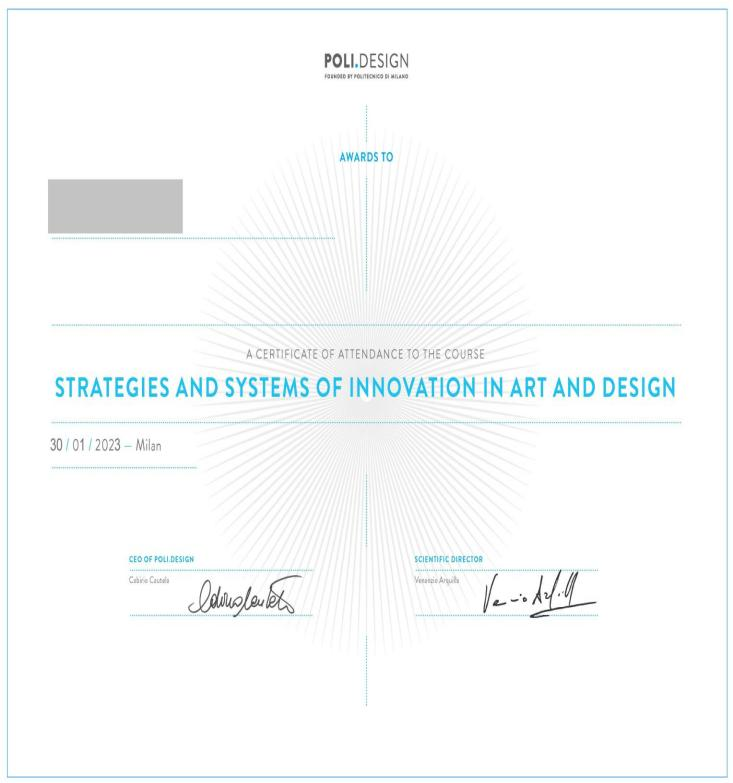 POLI.DESIGN
FOUNDED BY POLITECNICO DI MILANO
AWARDS TO
A CERTIFICATE OF ATTENDANCE TO THE COURSE
STRATEGIES AND SYSTEMS OF INNOVATION IN ART AND DESIGN
30 / 01 / 2023 – Milan
CEO OF POLI.DESIGN
Cabirio Cautela
SCIENTIFIC DIRECTOR
Venanzio Arquilla